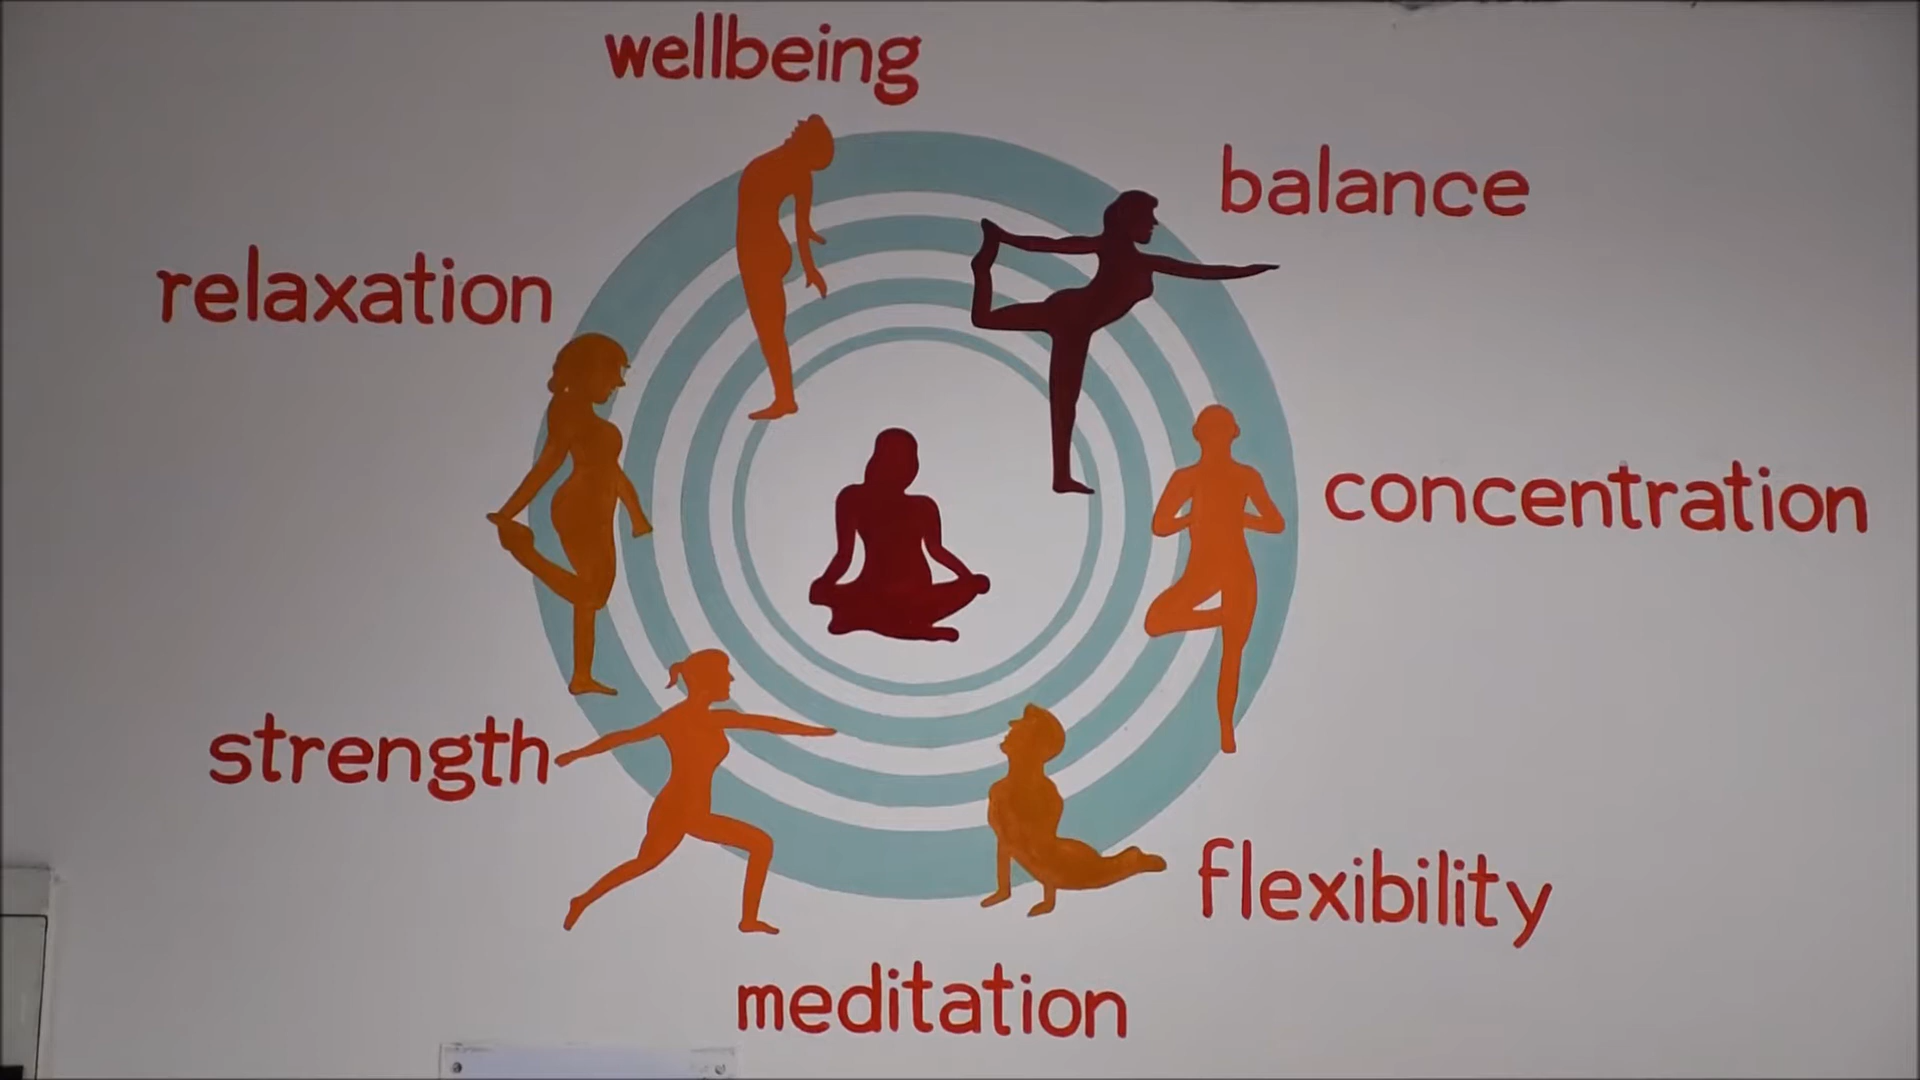 wellbeing
balance
relaxation
concentration
strength
flexibility
meditation